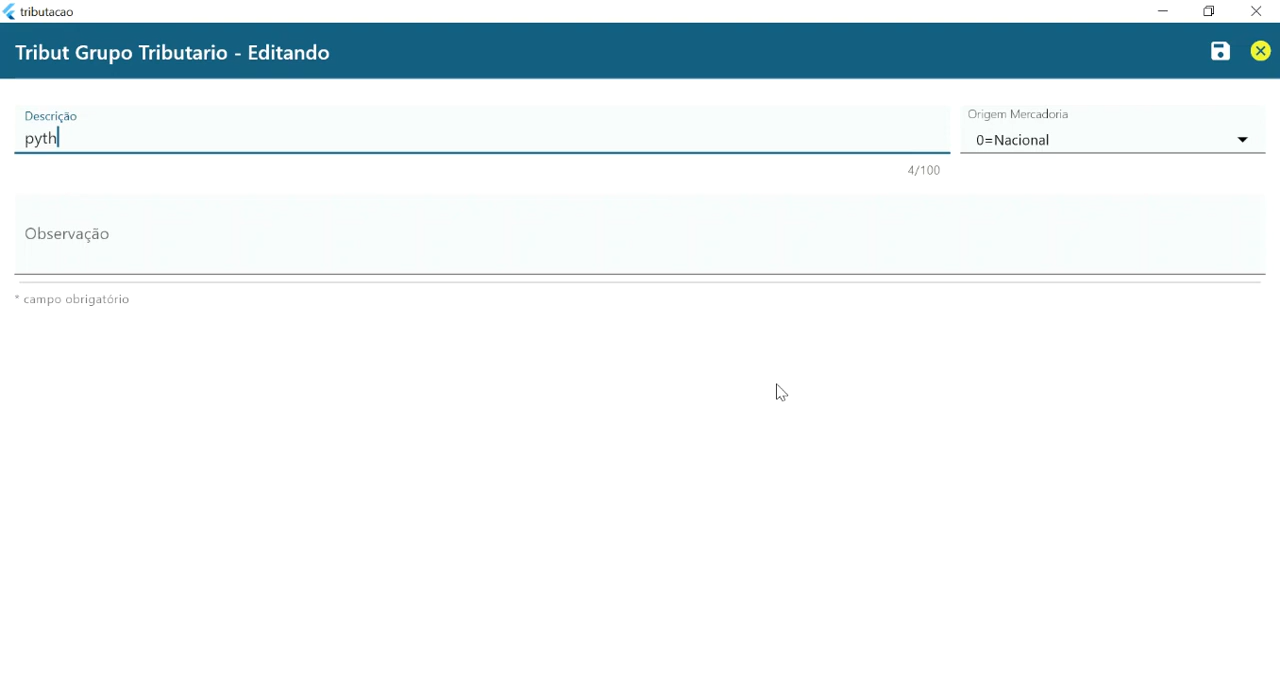 tributacao
Tribut Grupo Tributario - Editando
Descrição
Origem Mercadoria
pyth
0=Nacional
4/100
Observação
* campo obrigatório